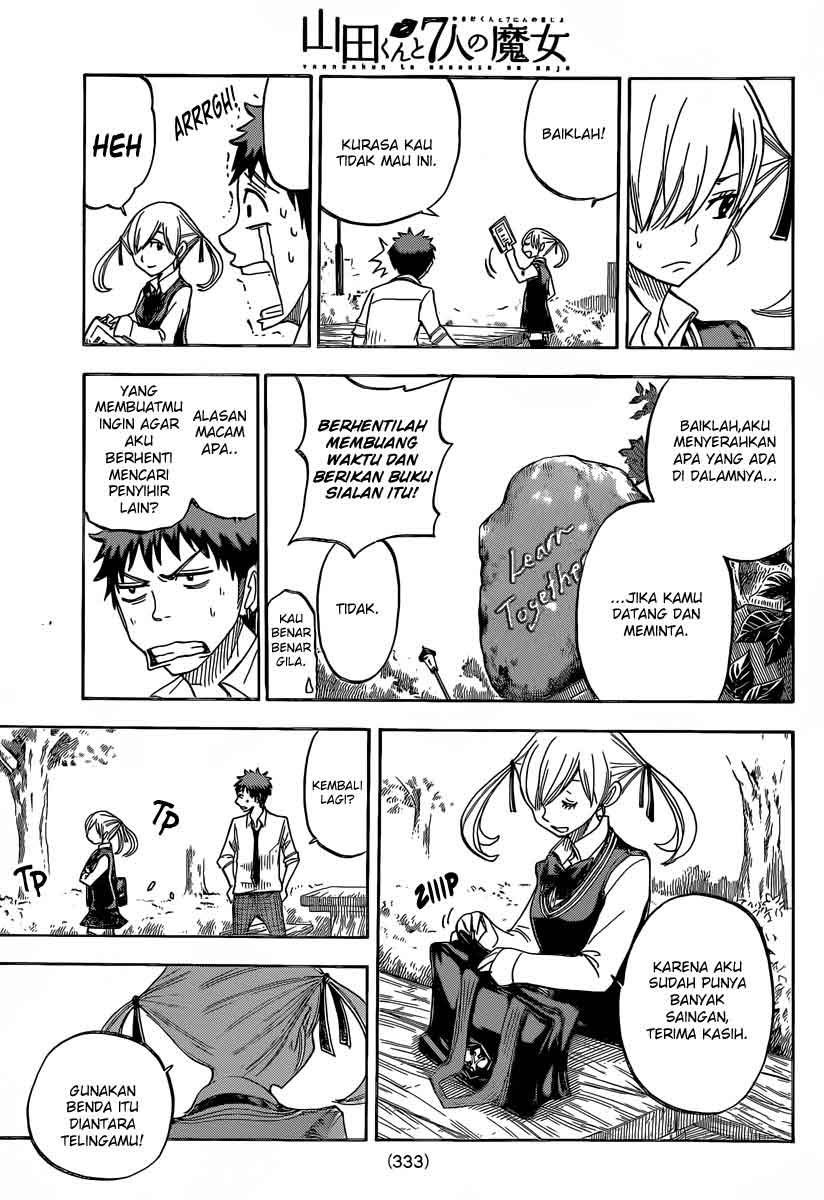 山田くんと7人の魔女
BAIKLAH!
KURASA KAU
TIDAK MAU INI.
ARRRGH!
HEH
BAIKLAH,AKU
MENYERAHKAN
APA YANG ADA
DI DALAMNYA...
...JIKA KAMU
DATANG DAN
MEMINTA.
BERHENTILAH
MEMBUANG
WAKTU DAN
BERIKAN BUKU
SIALAN ITU!
Learn
Together
TIDAK.
KAU
BENAR
BENAR
GILA.
ALASAN
MACAM
APA..
YANG
MEMBUATMU
INGIN AGAR
AKU
BERHENTI
MENCARI
PENYIHIR
LAIN?
ZIIIP
KARENA AKU
SUDAH PUNYA
BANYAK
SAINGAN,
TERIMA KASIH.
KEMBALI
LAGI?
TP
TP
GUNAKAN
BENDA ITU
DIANTARA
TELINGAMU!
(333)